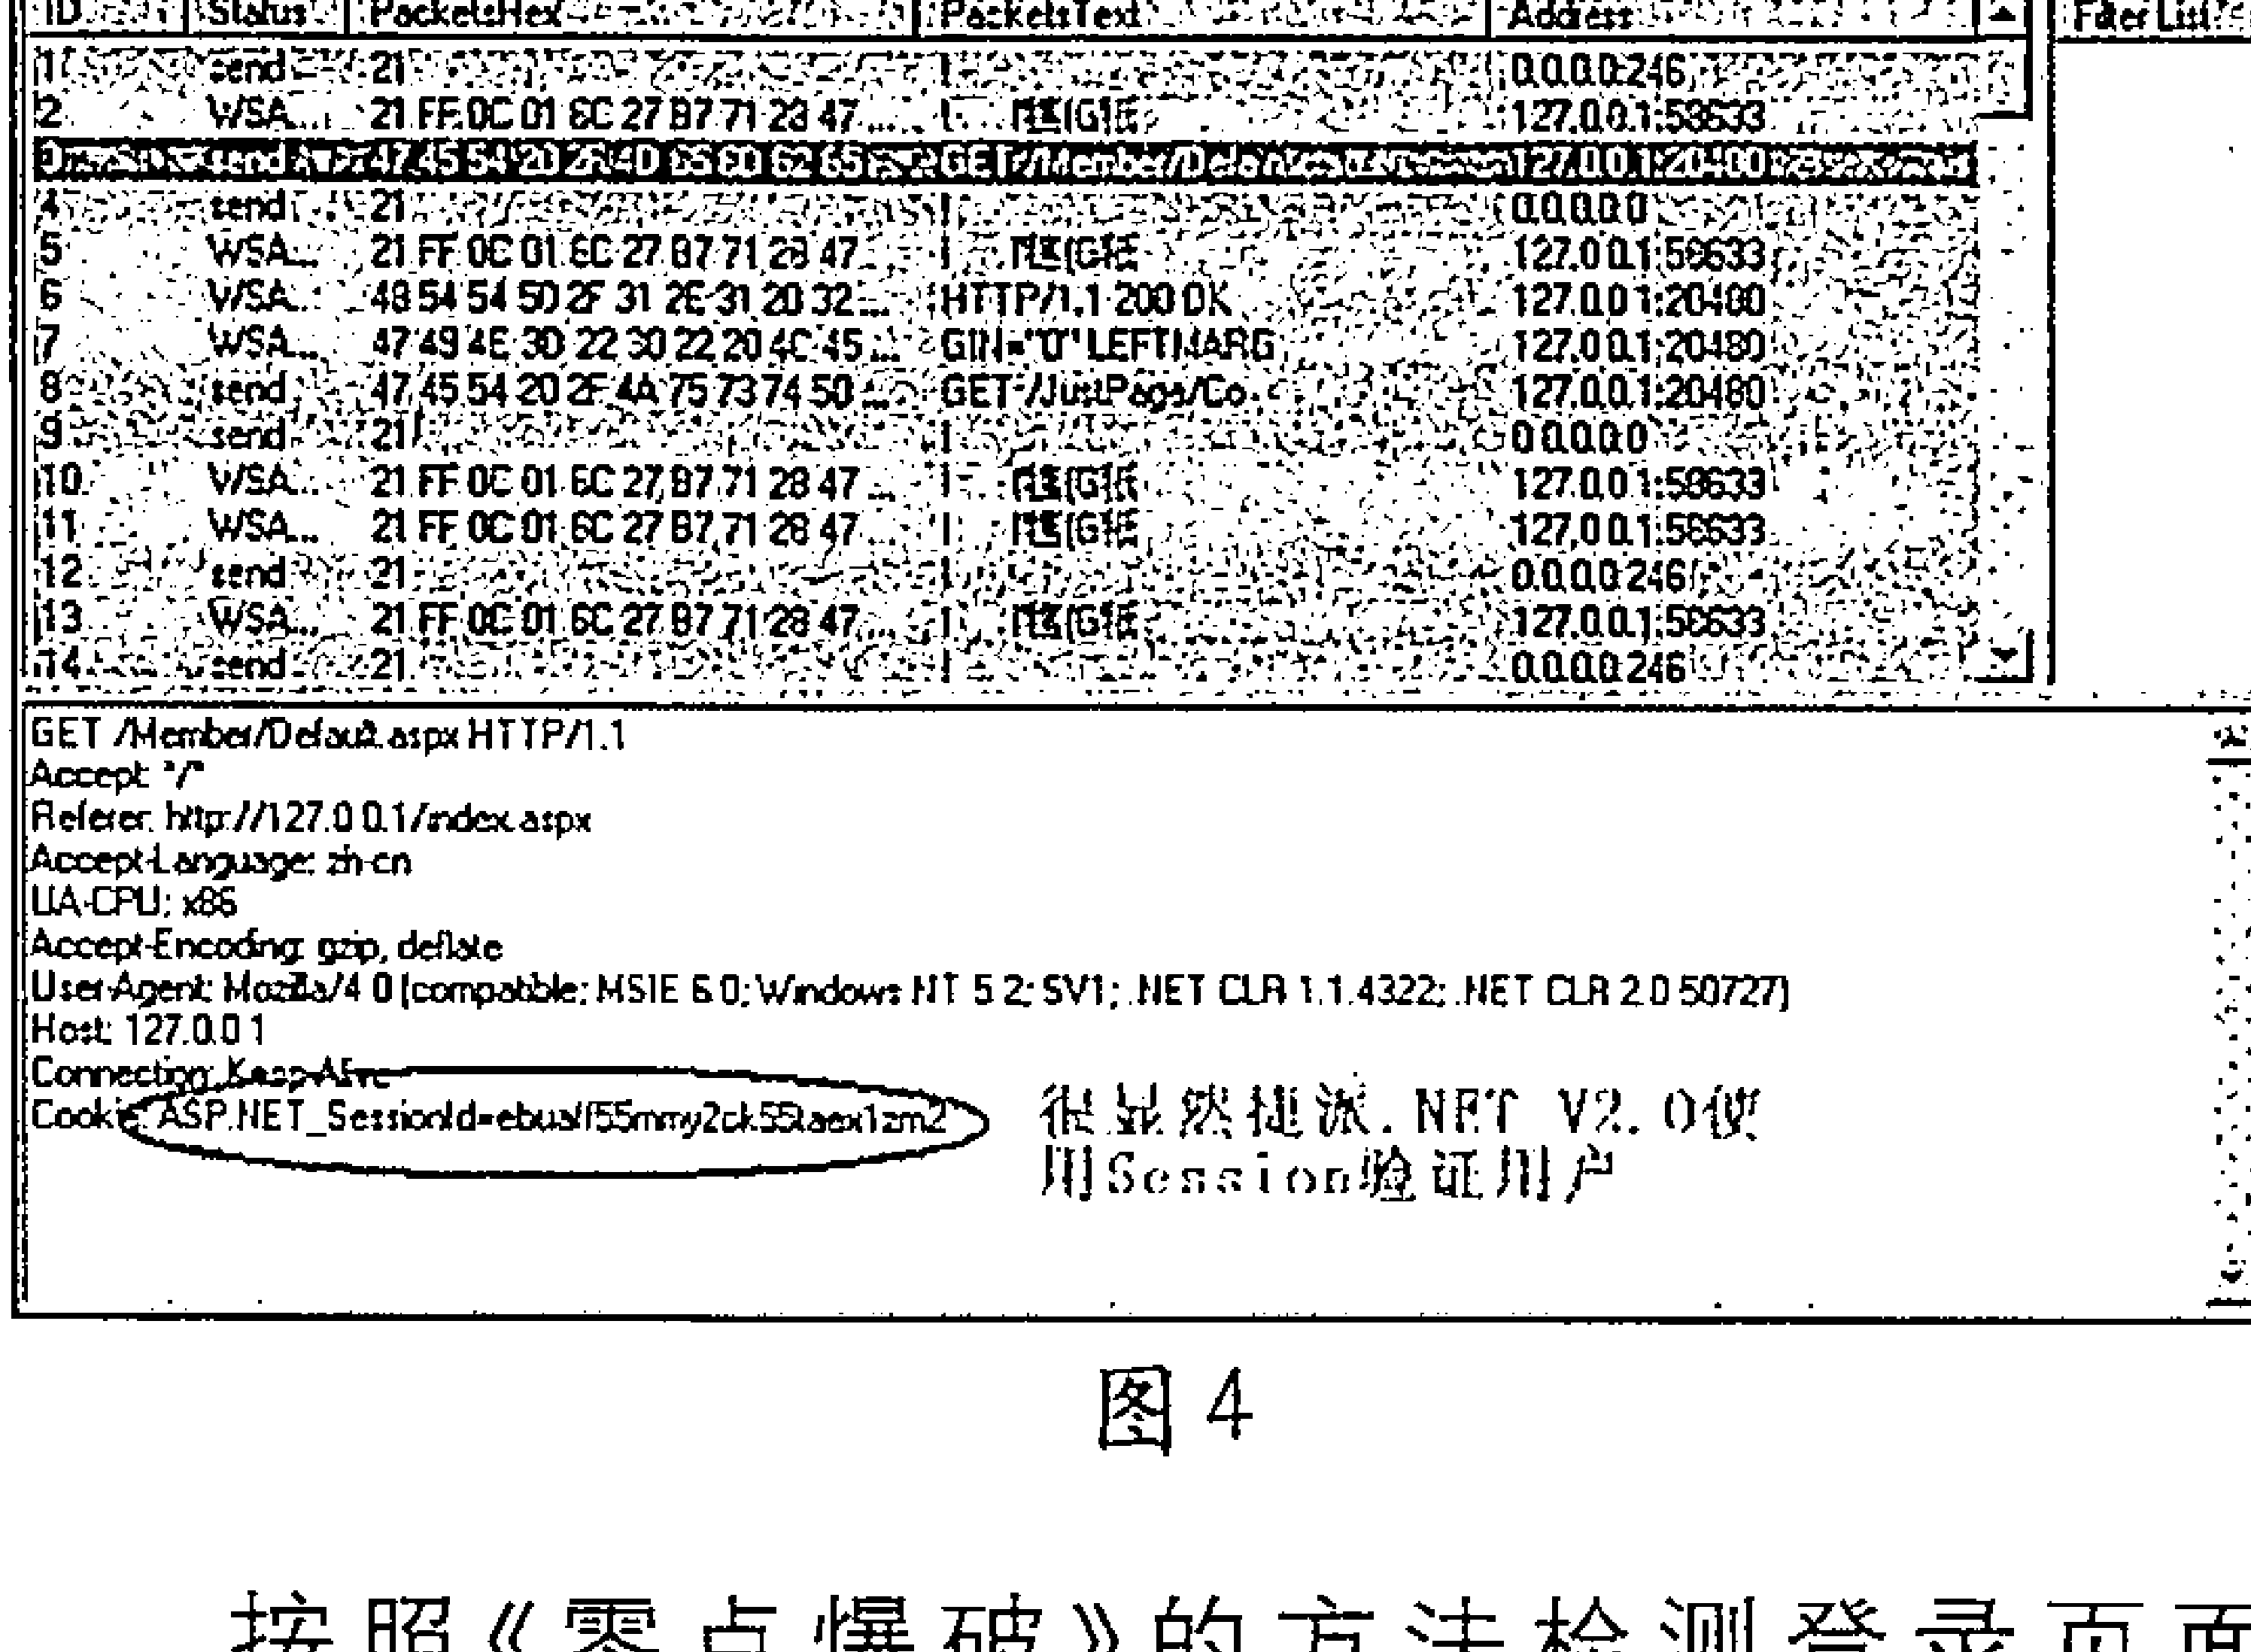 ID Status PacketsHex PacketsText Address Filter List
1 send 21 ! 0.0.0.0:246
2 WSA... 21 FF 0C 01 6C 27 B7 71 28 47 ... ! 127.0.0.1:58633
3 send 47 45 54 20 2F 4D 65 6D 62 65 GET /Member/Defa 127.0.0.1:20480
4 send 21 ! 0.0.0.0:0
5 WSA... 21 FF 0C 01 6C 27 B7 71 28 47 ... ! 127.0.0.1:58633
6 WSA... 48 54 54 50 2F 31 2E 31 20 32 ... HTTP/1.1 200 OK 127.0.0.1:20480
7 WSA... 47 49 4E 3D 22 30 22 20 4C 45 ... GIN="0" LEFTMARG 127.0.0.1:20480
8 send 47 45 54 20 2F 4A 75 73 74 50 ... GET /JustPage/Co 127.0.0.1:20480
9 send 21 ! 0.0.0.0:0
10 WSA... 21 FF 0C 01 6C 27 B7 71 28 47 ... ! 127.0.0.1:58633
11 WSA... 21 FF 0C 01 6C 27 B7 71 28 47 ... ! 127.0.0.1:58633
12 send 21 ! 0.0.0.0:246
13 WSA... 21 FF 0C 01 6C 27 B7 71 28 47 ... ! 127.0.0.1:58633
14 send 21 ! 0.0.0.0:246
GET /Member/Default.aspx HTTP/1.1
Accept: */*
Referer: http://127.0.0.1/index.aspx
Accept-Language: zh-cn
UA-CPU: x86
Accept-Encoding: gzip, deflate
User-Agent: Mozilla/4.0 (compatible; MSIE 6.0; Windows NT 5.2; SV1; .NET CLR 1.1.4322; .NET CLR 2.0.50727)
Host: 127.0.0.1
Connection: Keep-Alive
Cookie: ASP.NET_SessionId=
很显然捷派.NET V2.0使
用Session验证用户
图 4
按照《零点爆破》的方法检测登录页面